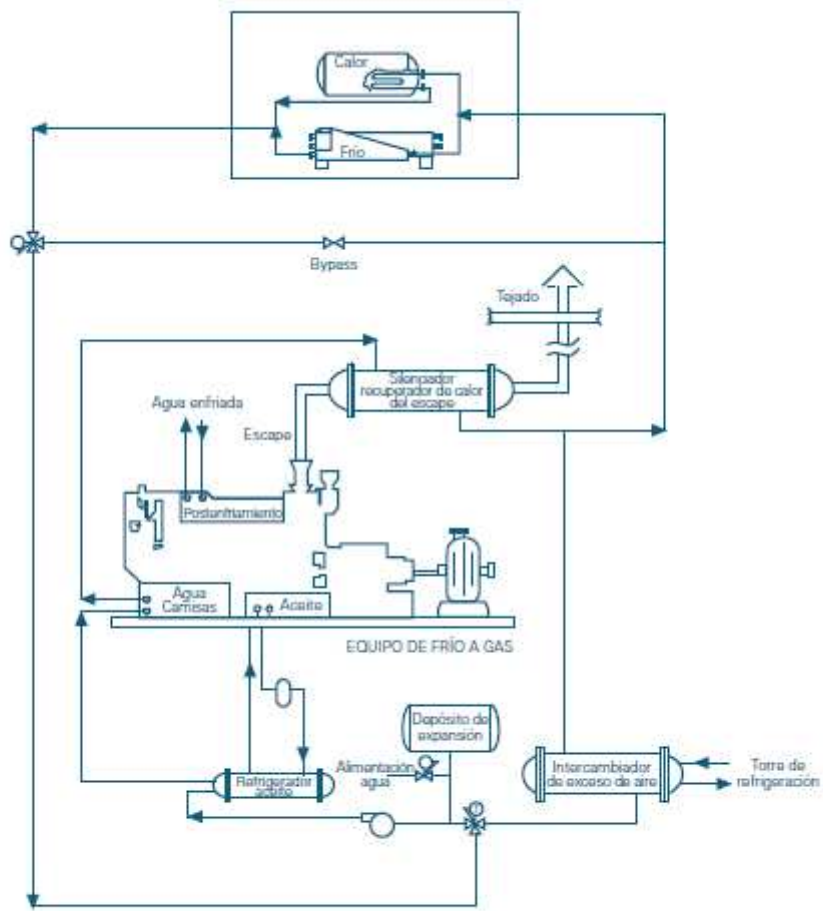 Calor
Frío
Bypass
Tejado
Silenciador
recuperador de calor
del escape
Agua enfriada
Escape
Postenfriamiento
Agua
Camisas
Aceite
EQUIPO DE FRÍO A GAS
Depósito de
expansión
Alimentación
agua
Refrigerador
aceite
Intercambiador
de exceso de aire
Torre de
refrigeración